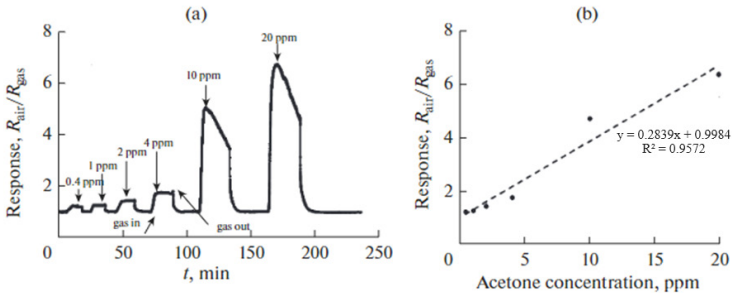 (a)
8
6
4
2
0
Response, Rair/Rgas
0.4 ppm
1 ppm
2 ppm
4 ppm
10 ppm
20 ppm
gas in
gas out
50
100
150
200
250
t, min
(b)
8
6
4
2
0
Response, Rair/Rgas
y = 0.2839x + 0.9984
R² = 0.9572
5
10
15
20
Acetone concentration, ppm